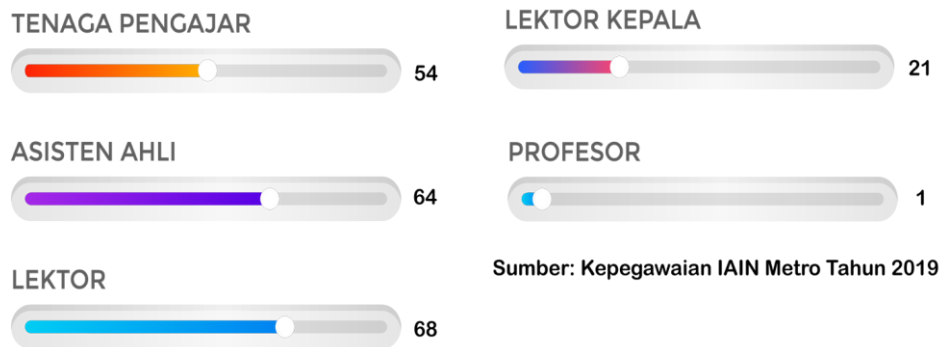 TENAGA PENGAJAR
54
ASISTEN AHLI
64
LEKTOR
68
LEKTOR KEPALA
21
PROFESOR
1
Sumber: Kepegawaian IAIN Metro Tahun 2019